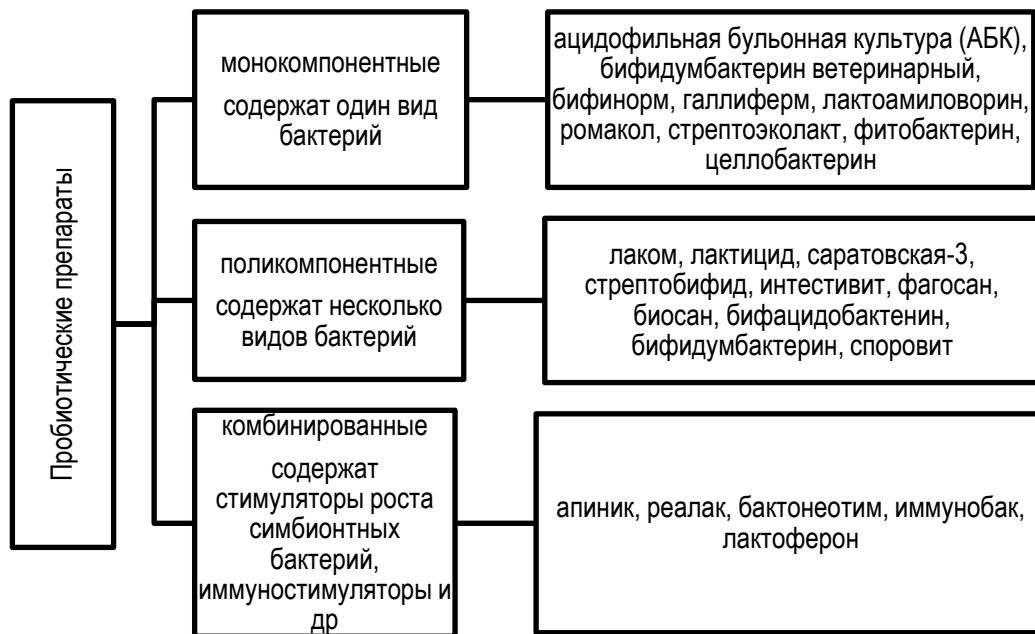 Пробиотические препараты
монокомпонентные
содержат один вид
бактерий
ацидофильная бульонная культура (АБК),
бифидумбактерин ветеринарный,
бифинорм, галлиферм, лактоамиловорин,
ромакол, стрептоэколакт, фитобактерин,
целлобактерин
поликомпонентные
содержат несколько
видов бактерий
лаком, лактицид, саратовская-3,
стрептобифид, интестивит, фагосан,
биосан, бифацидобактенин,
бифидумбактерин, споровит
комбинированные
содержат
стимуляторы роста
симбионтных
бактерий,
иммуностимуляторы и
др
апиник, реалак, бактонеотим, иммунобак,
лактоферон